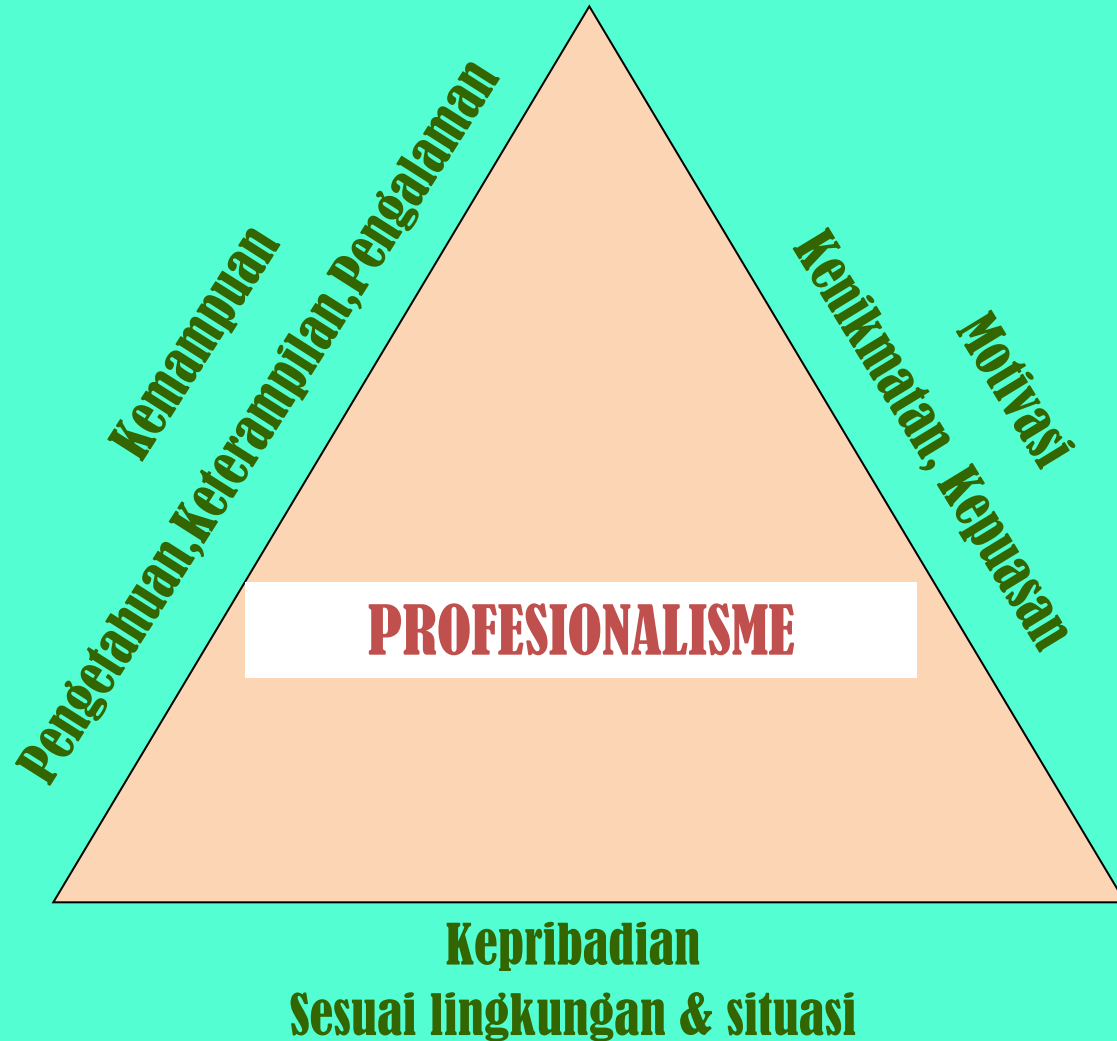 Kemampuan
Pengetahuan,Keterampilan,Pengalaman
Motivasi
Kenikmatan, Kepuasan
PROFESIONALISME
Kepribadian
Sesuai lingkungan & situasi